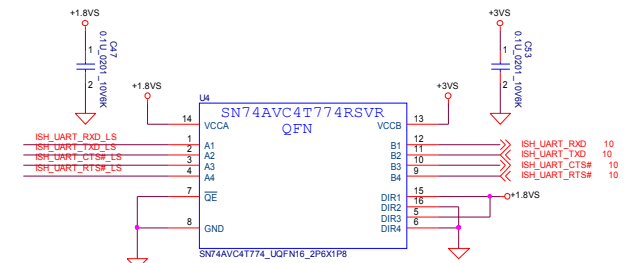 +1.8VS
+3VS
1
C47
0.1U_0201_10V6K
2
1
C53
0.1U_0201_10V6K
2
+1.8VS
+3VS
U4
SN74AVC4T774RSVR
QFN
14 VCCA
VCCB 13
ISH_UART_RXD_LS 1 A1
B1 12 ISH_UART_RXD 10
ISH_UART_TXD_LS 2 A2
B2 11 ISH_UART_TXD 10
ISH_UART_CTS#_LS 3 A3
B3 10 ISH_UART_CTS# 10
ISH_UART_RTS#_LS 4 A4
B4 9 ISH_UART_RTS# 10
7 QE
DIR1 15 +1.8VS
DIR2 16
DIR3 5
8 GND
DIR4 6
SN74AVC4T774_UQFN16_2P6X1P8